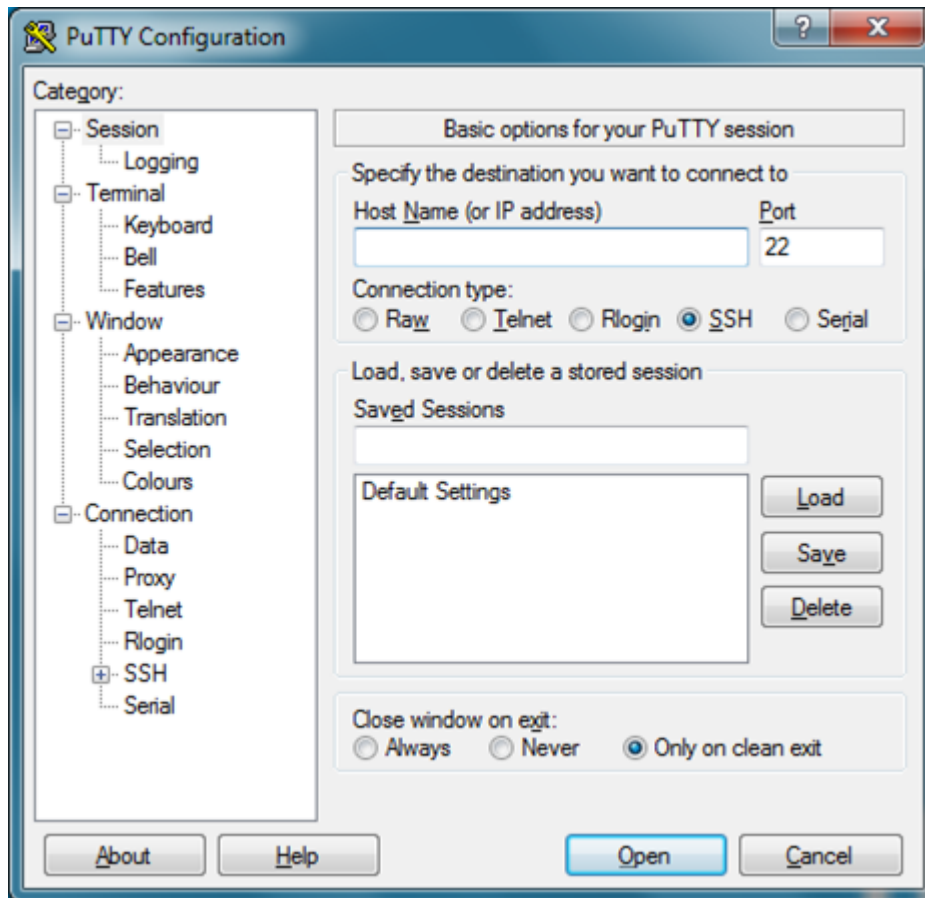 PuTTY Configuration
?
X
Category:
Session
Logging
Terminal
Keyboard
Bell
Features
Window
Appearance
Behaviour
Translation
Selection
Colours
Connection
Data
Proxy
Telnet
Rlogin
SSH
Serial
Basic options for your PuTTY session
Specify the destination you want to connect to
Host Name (or IP address) Port
22
Connection type:
Raw Telnet Rlogin SSH Serial
Load, save or delete a stored session
Saved Sessions
Default Settings
Load
Save
Delete
Close window on exit:
Always Never Only on clean exit
About Help Open Cancel